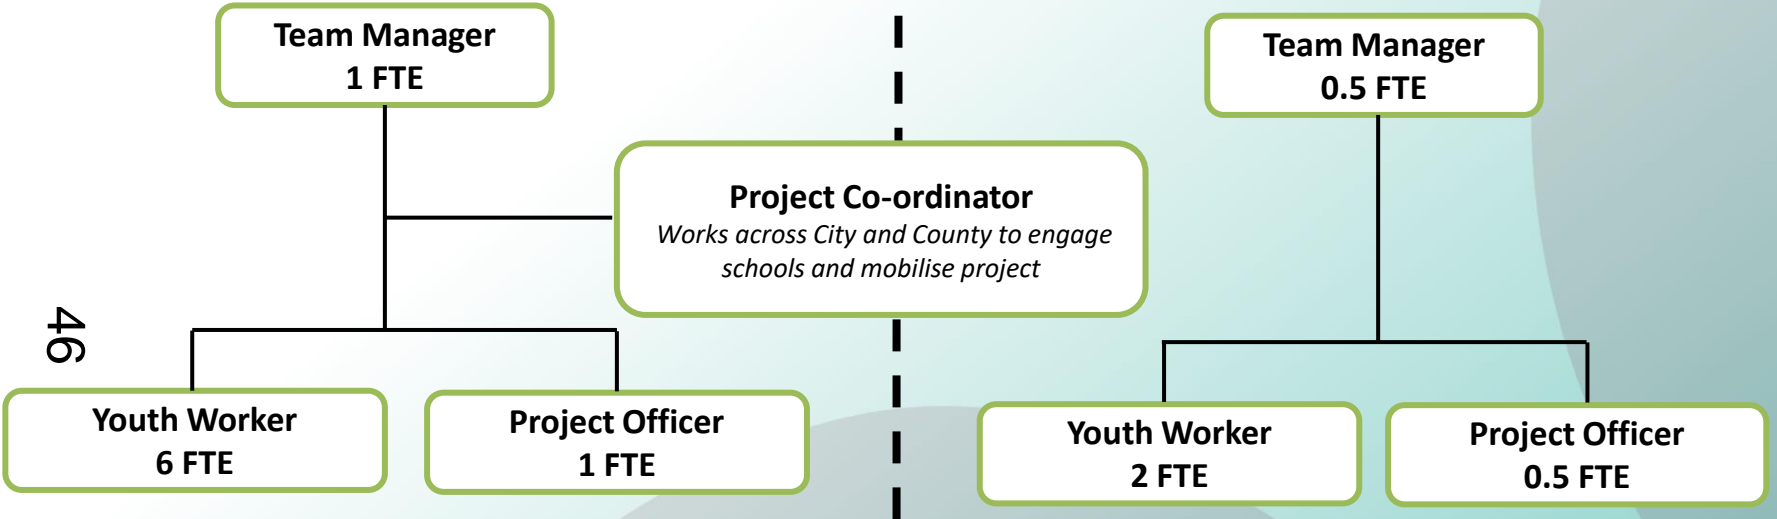 Team Manager
1 FTE
Team Manager
0.5 FTE
Project Co-ordinator
Works across City and County to engage
schools and mobilise project
46
Youth Worker
6 FTE
Project Officer
1 FTE
Youth Worker
2 FTE
Project Officer
0.5 FTE